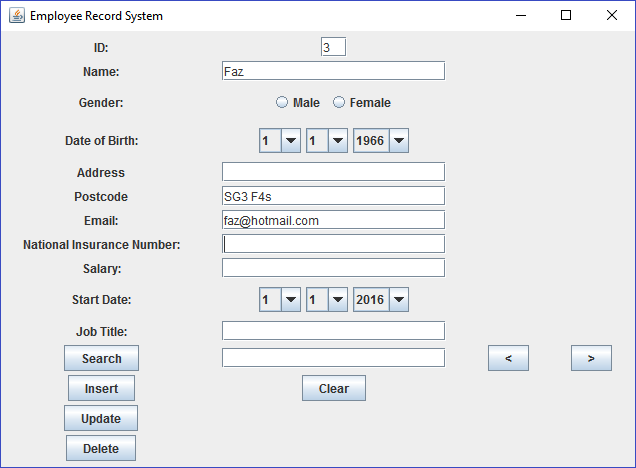 Employee Record System
ID: 3
Name: Faz
Gender: Male Female
Date of Birth: 1 1 1966
Address
Postcode SG3 F4s
Email: faz@hotmail.com
National Insurance Number:
Salary:
Start Date: 1 1 2016
Job Title:
Search < >
Insert Clear
Update
Delete